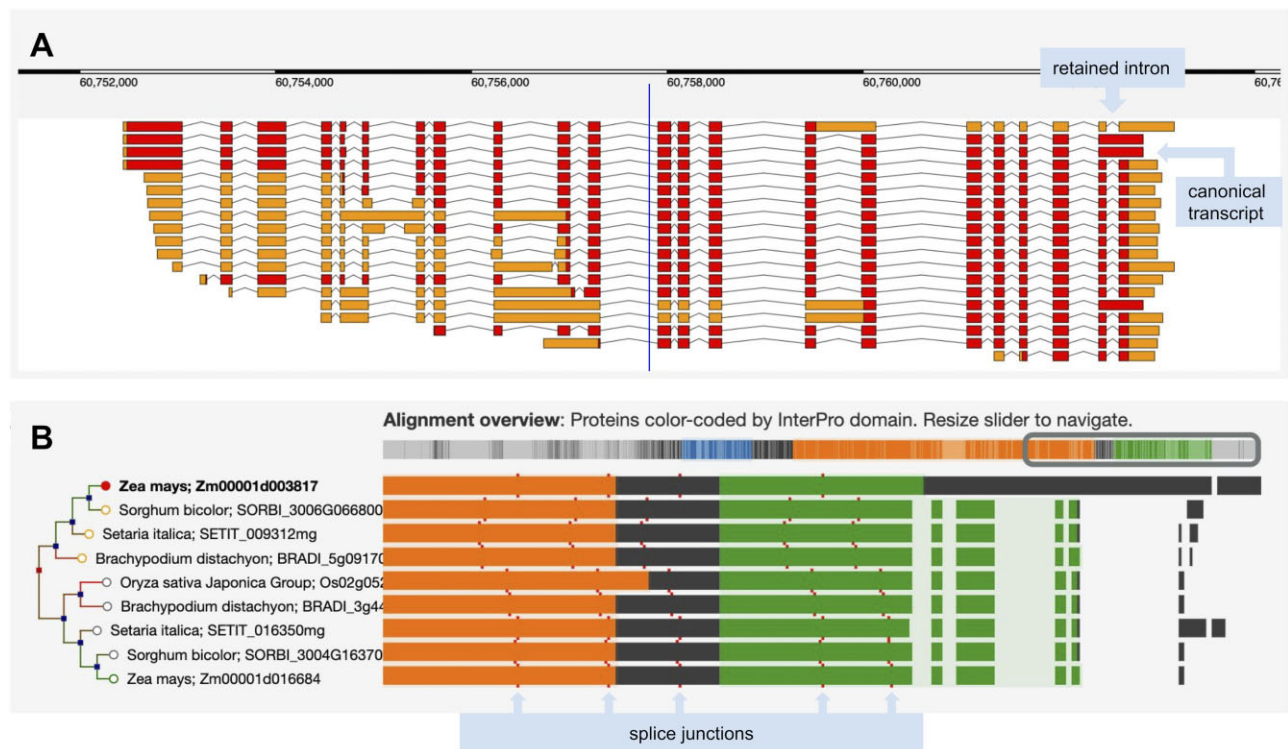 A
retained intron
60,752,000 60,754,000 60,756,000 60,758,000 60,760,000 60,76
canonical
transcript
B
Alignment overview: Proteins color-coded by InterPro domain. Resize slider to navigate.
Zea mays; Zm00001d003817
Sorghum bicolor; SORBI_3006G066800
Setaria italica; SETIT_009312mg
Brachypodium distachyon; BRADI_5g09170
Oryza sativa Japonica Group; Os02g052
Brachypodium distachyon; BRADI_3g44
Setaria italica; SETIT_016350mg
Sorghum bicolor; SORBI_3004G16370
Zea mays; Zm00001d016684
splice junctions